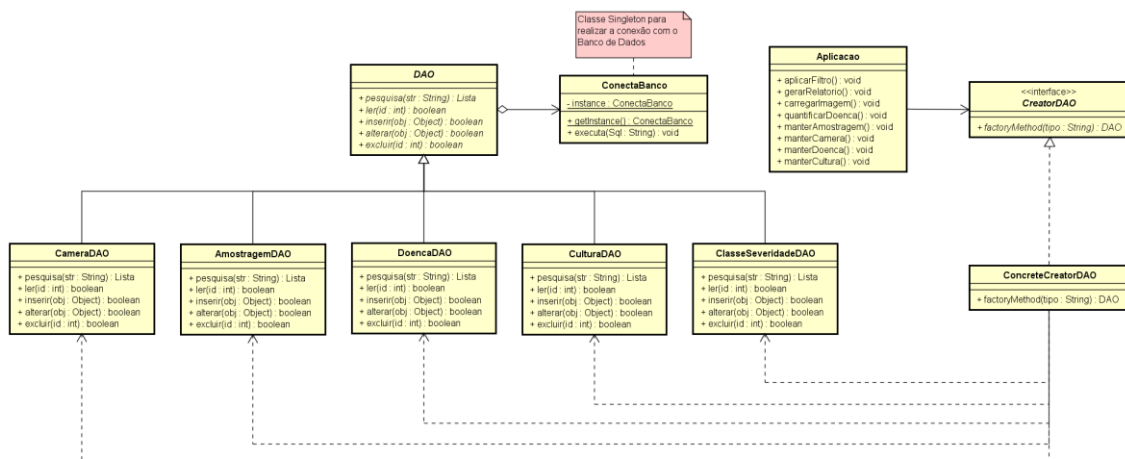 Classe Singleton para
realizar a conexão com o
Banco de Dados
DAO
+ pesquisa(str : String) : Lista
+ ler(id : int) : boolean
+ inserir(obj : Object) : boolean
+ alterar(obj : Object) : boolean
+ excluir(id : int) : boolean
ConectaBanco
- instance : ConectaBanco
+ getInstance() : ConectaBanco
+ executa(Sql : String) : void
Aplicacao
+ aplicarFiltro() : void
+ gerarRelatorio() : void
+ carregarImagem() : void
+ quantificarDoenca() : void
+ manterAmostragem() : void
+ manterCamera() : void
+ manterDoenca() : void
+ manterCultura() : void
<<interface>>
CreatorDAO
+ factoryMethod(tipo : String) : DAO
CameraDAO
+ pesquisa(str : String) : Lista
+ ler(id : int) : boolean
+ inserir(obj : Object) : boolean
+ alterar(obj : Object) : boolean
+ excluir(id : int) : boolean
AmostragemDAO
+ pesquisa(str : String) : Lista
+ ler(id : int) : boolean
+ inserir(obj : Object) : boolean
+ alterar(obj : Object) : boolean
+ excluir(id : int) : boolean
DoencaDAO
+ pesquisa(str : String) : Lista
+ ler(id : int) : boolean
+ inserir(obj : Object) : boolean
+ alterar(obj : Object) : boolean
+ excluir(id : int) : boolean
CulturaDAO
+ pesquisa(str : String) : Lista
+ ler(id : int) : boolean
+ inserir(obj : Object) : boolean
+ alterar(obj : Object) : boolean
+ excluir(id : int) : boolean
ClasseSeveridadeDAO
+ pesquisa(str : String) : Lista
+ ler(id : int) : boolean
+ inserir(obj : Object) : boolean
+ alterar(obj : Object) : boolean
+ excluir(id : int) : boolean
ConcreteCreatorDAO
+ factoryMethod(tipo : String) : DAO